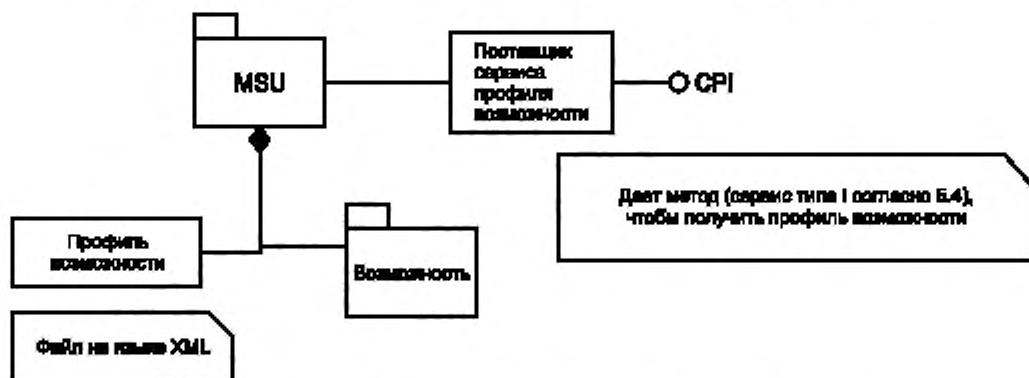 MSU
Поставщик
сервиса
профиля
возможности
CPI
Дает метод (сервис типа I согласно Б.4),
чтобы получить профиль возможности
Профиль
возможности
Возможность
Файл на языке XML